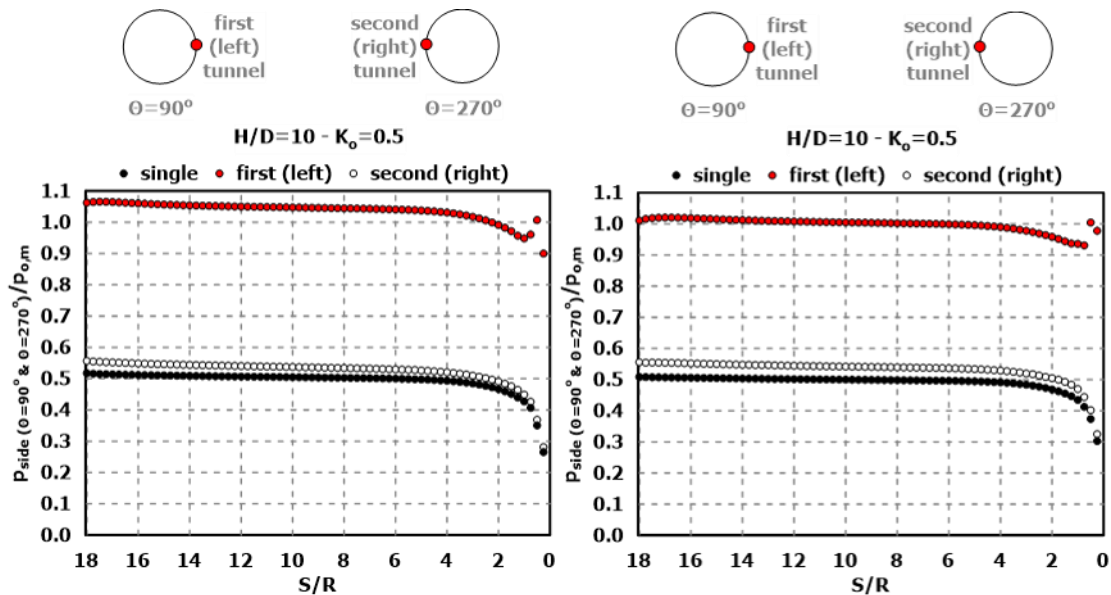 first
(left)
tunnel
second
(right)
tunnel
Θ=90°
Θ=270°
H/D=10 - Ko=0.5
single
first (left)
second (right)
1.1
1.0
0.9
0.8
0.7
0.6
0.5
0.4
0.3
0.2
0.1
0.0
pside (Θ=90° & Θ=270°)/po,m
18 16 14 12 10 8 6 4 2 0
S/R
first
(left)
tunnel
second
(right)
tunnel
Θ=90°
Θ=270°
H/D=10 - Ko=0.5
single
first (left)
second (right)
1.1
1.0
0.9
0.8
0.7
0.6
0.5
0.4
0.3
0.2
0.1
0.0
pside (Θ=90° & Θ=270°)/po,m
18 16 14 12 10 8 6 4 2 0
S/R